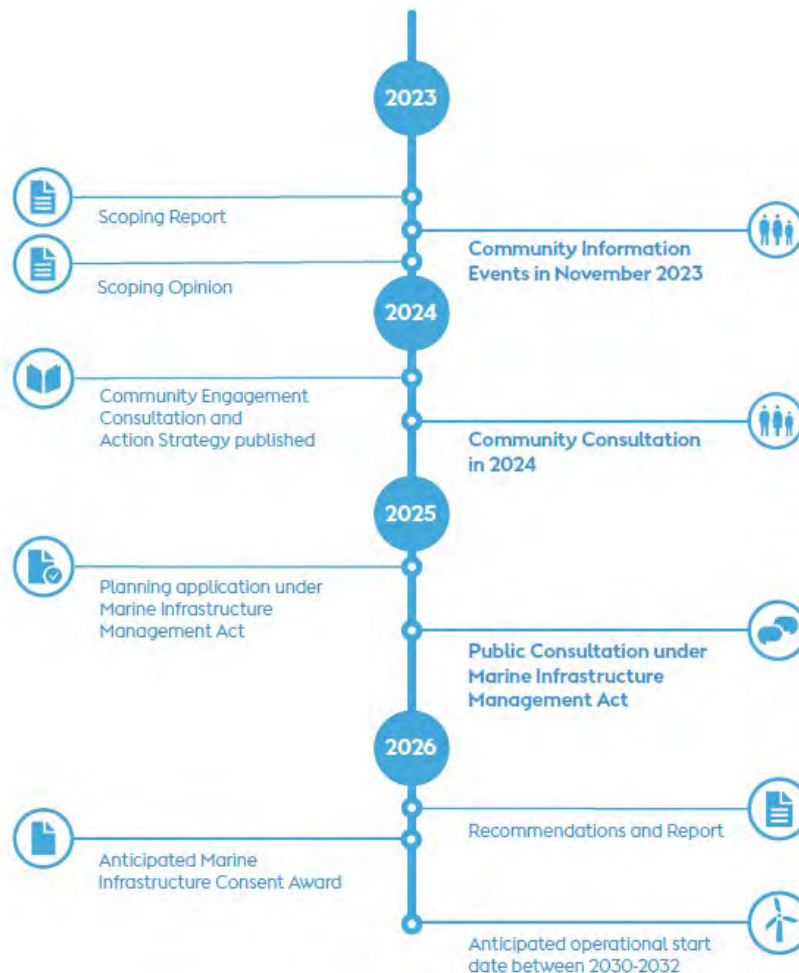 2023
Scoping Report
Community Information
Events in November 2023
Scoping Opinion
2024
Community Engagement
Consultation and
Action Strategy published
Community Consultation
in 2024
2025
Planning application under
Marine Infrastructure
Management Act
Public Consultation under
Marine Infrastructure
Management Act
2026
Recommendations and Report
Anticipated Marine
Infrastructure Consent Award
Anticipated operational start
date between 2030-2032